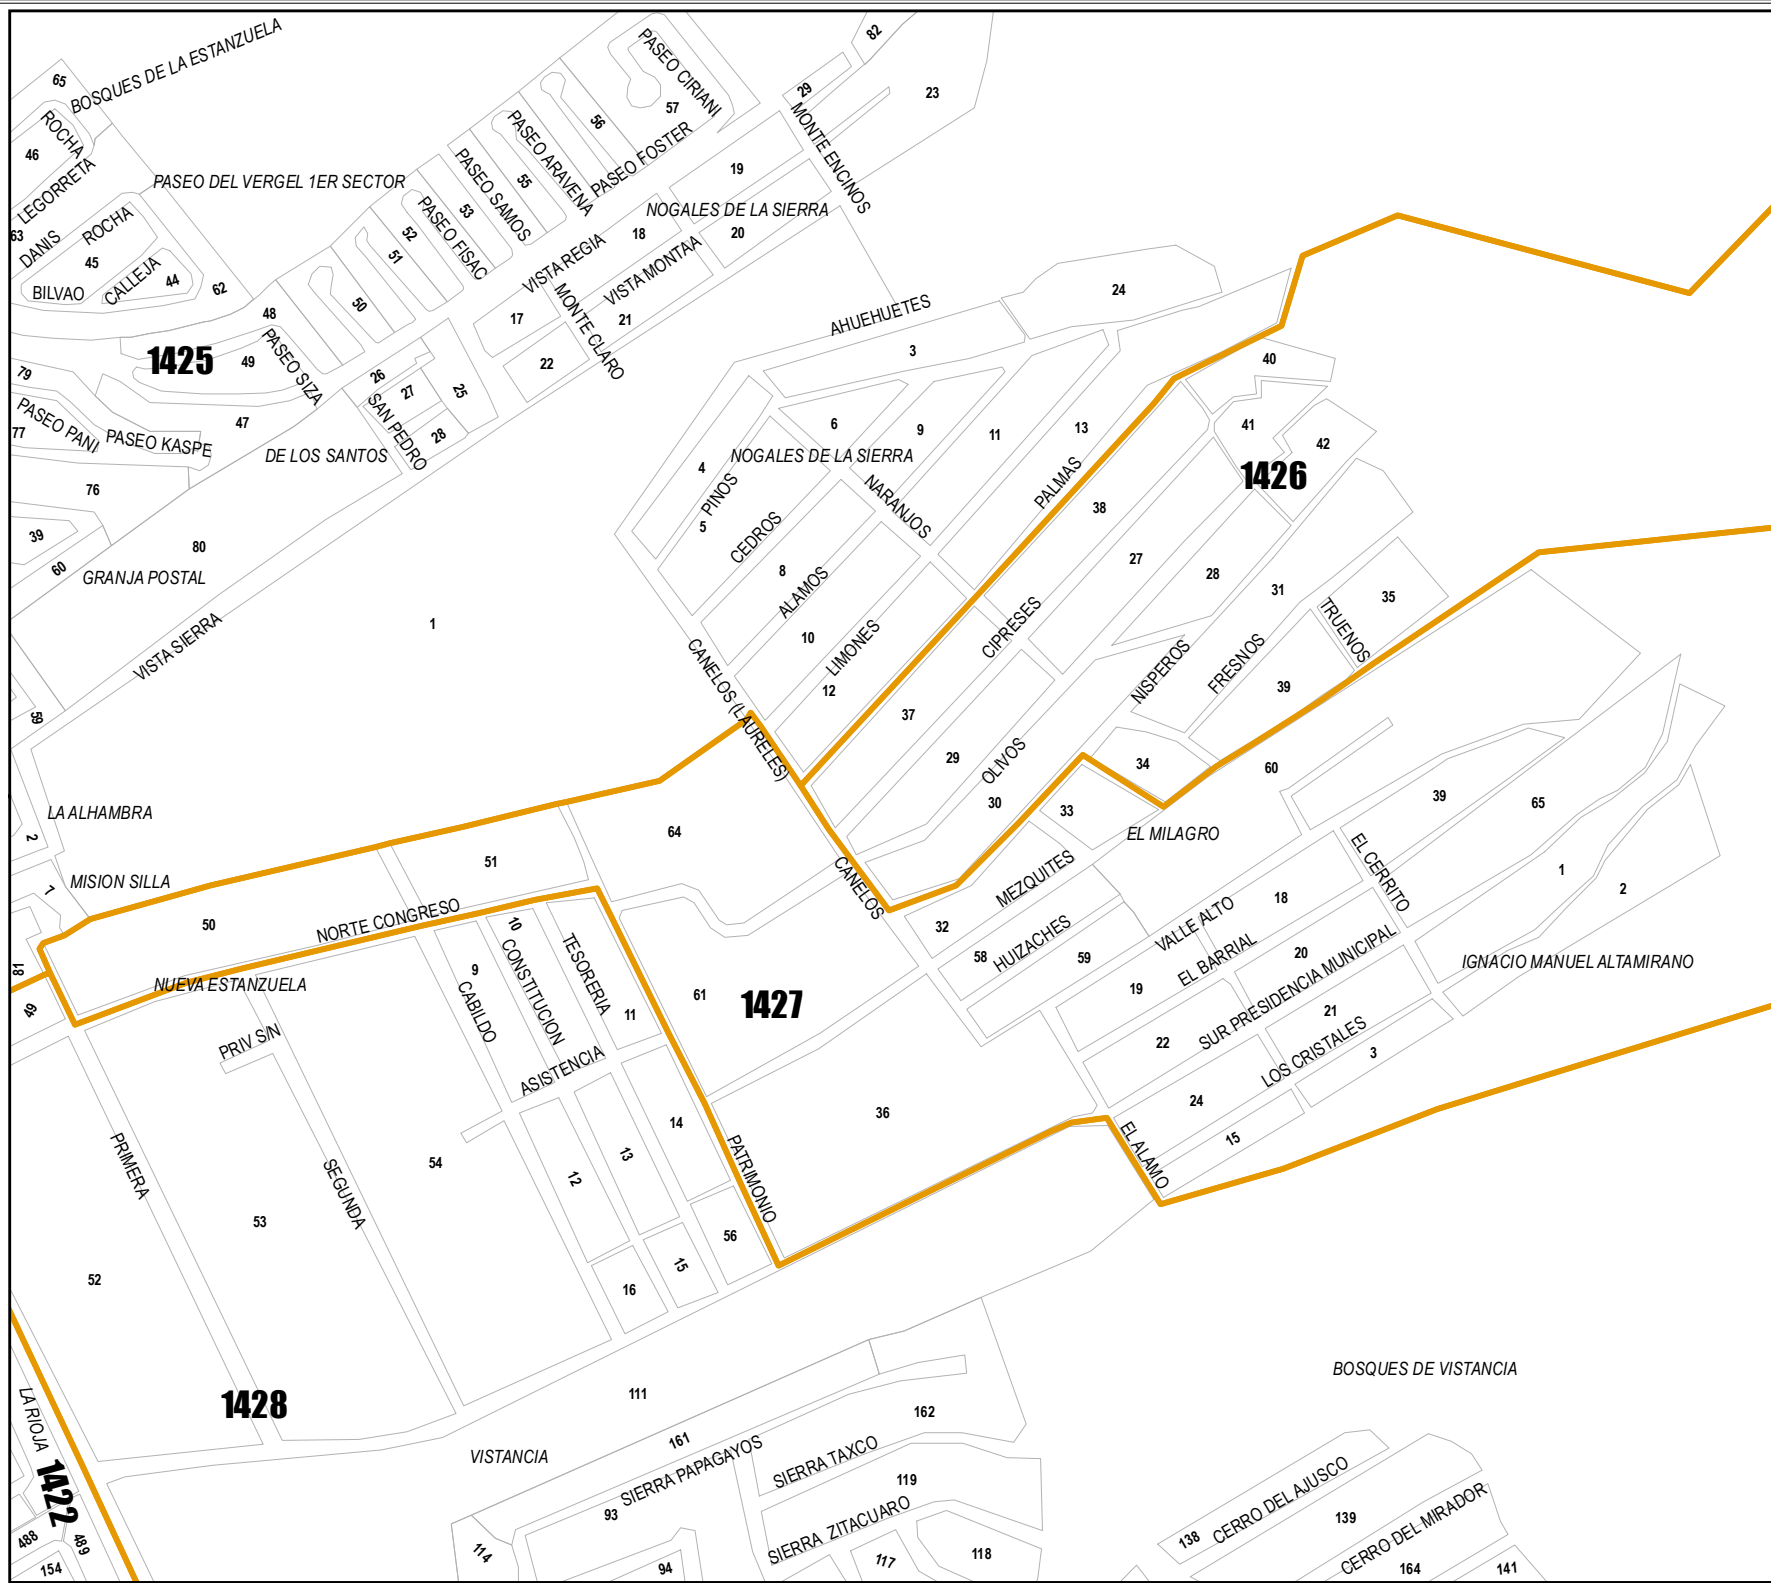 BOSQUES DE LA ESTANZUELA
65
ROCHA
46
LEGORRETA
63
DANIS
ROCHA
45
BILVAO
CALLEJA
44
62
PASEO DEL VERGEL 1ER SECTOR
48
1425
49
PASEO SIZA
50
51
52
PASEO FISAC
53
PASEO SAMOS
55
PASEO ARAVENA
56
PASEO FOSTER
57
PASEO CIRIANI
82
29
23
MONTE ENCINOS
19
NOGALES DE LA SIERRA
18
20
VISTA REGIA
VISTA MONTAA
MONTE CLARO
17
21
22
79
77
PASEO PANI
PASEO KASPE
47
26
27
25
SAN PEDRO
28
DE LOS SANTOS
76
39
60
80
GRANJA POSTAL
VISTA SIERRA
1
59
LA ALHAMBRA
2
MISION SILLA
7
81
49
AHUEHUETES
24
3
6
9
11
13
4
NOGALES DE LA SIERRA
PINOS
5
CEDROS
NARANJOS
PALMAS
8
ALAMOS
10
LIMONES
12
CANELOS (LAURELES)
40
41
42
1426
38
27
28
31
35
CIPRESES
TRUENOS
FRESNOS
NISPEROS
39
37
29
OLIVOS
30
34
33
EL MILAGRO
60
39
65
64
51
50
NORTE CONGRESO
NUEVA ESTANZUELA
CANELOS
32
MEZQUITES
58
HUIZACHES
59
EL CERRITO
1
2
18
VALLE ALTO
EL BARRIAL
20
SUR PRESIDENCIA MUNICIPAL
IGNACIO MANUEL ALTAMIRANO
19
21
22
LOS CRISTALES
3
24
15
EL ALAMO
61
1427
36
9
CABILDO
10
CONSTITUCION
TESORERIA
11
ASISTENCIA
PRIV S/N
14
13
12
PATRIMONIO
56
15
16
54
SEGUNDA
PRIMERA
53
52
1428
LA RIOJA
1422
488
489
154
111
VISTANCIA
161
162
SIERRA PAPAGAYOS
SIERRA TAXCO
119
93
SIERRA ZITACUARO
114
94
117
118
BOSQUES DE VISTANCIA
138
CERRO DEL AJUSCO
139
CERRO DEL MIRADOR
164
141